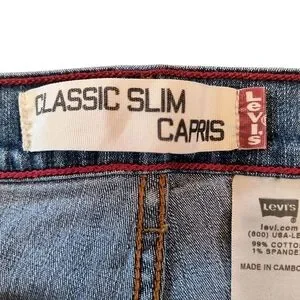 CLASSIC SLIM
CAPRIS
LEVI'S
Levi's
levi.com
(800) USA-LE
99% COTTO
1% SPANDE
MADE IN CAMBO